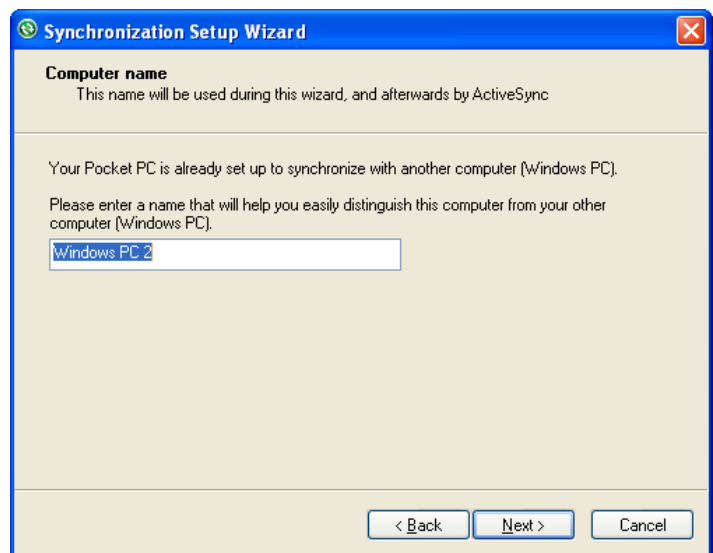 Synchronization Setup Wizard
Computer name
This name will be used during this wizard, and afterwards by ActiveSync
Your Pocket PC is already set up to synchronize with another computer (Windows PC).
Please enter a name that will help you easily distinguish this computer from your other
computer (Windows PC).
Windows PC 2
< Back Next > Cancel